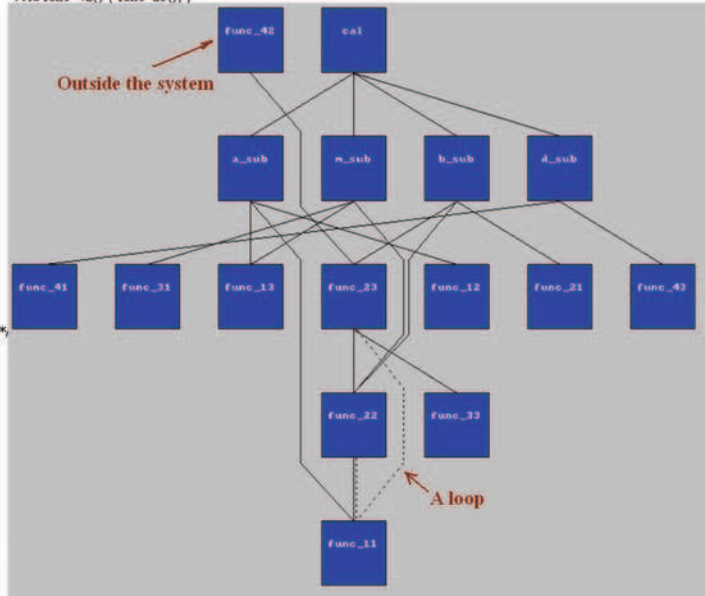 func_42 cal
Outside the system
a_sub m_sub b_sub d_sub
func_41 func_31 func_13 func_23 func_12 func_21 func_43
*/
func_22 func_33
A loop
func_11